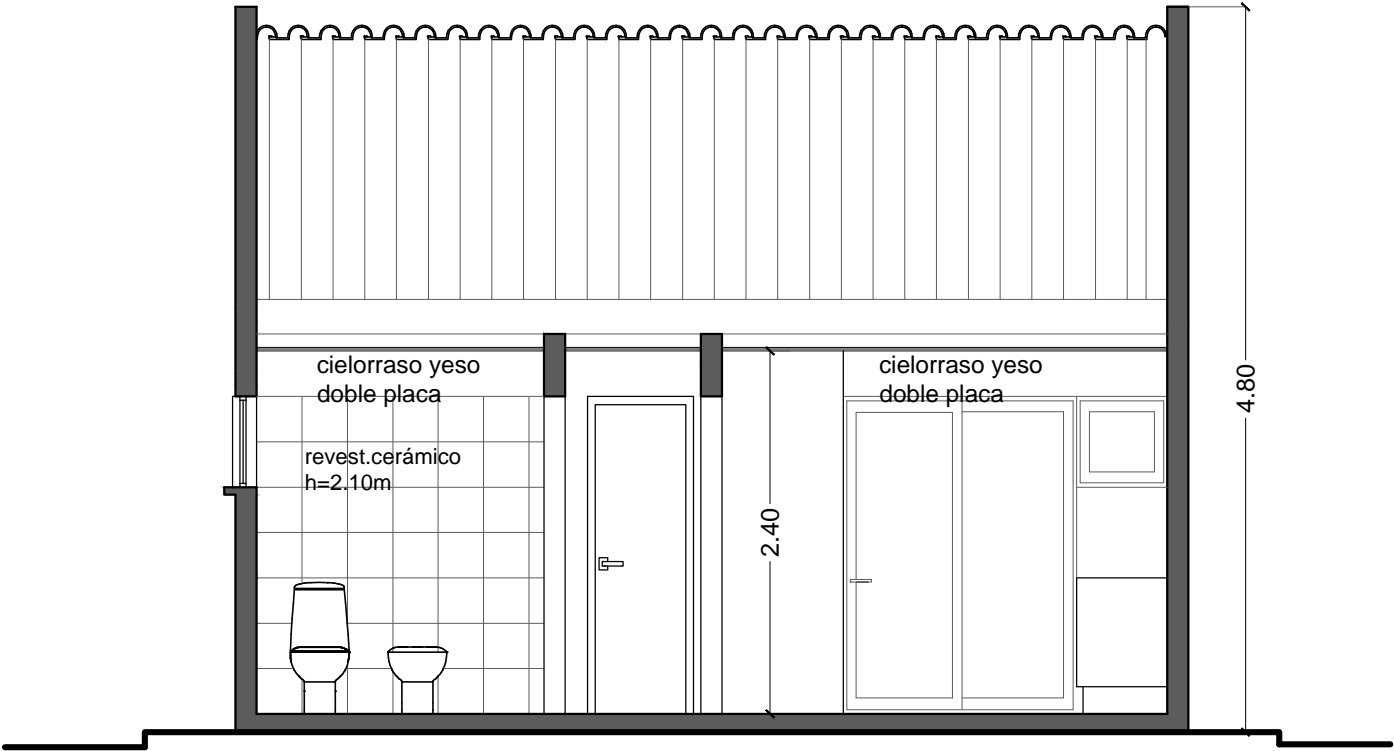 cielorraso yeso
doble placa
cielorraso yeso
doble placa
4.80
revest.cerámico
h=2.10m
2.40